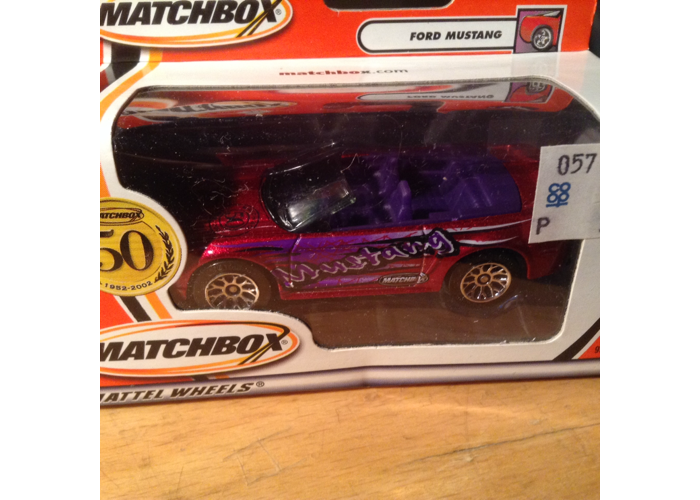 MATCHBOX®
FORD MUSTANG
matchbox.com
MATCHBOX
50
1952-2002
057
P
Mustang
MATCHBOX
MATCHBOX®
MATTEL WHEELS®